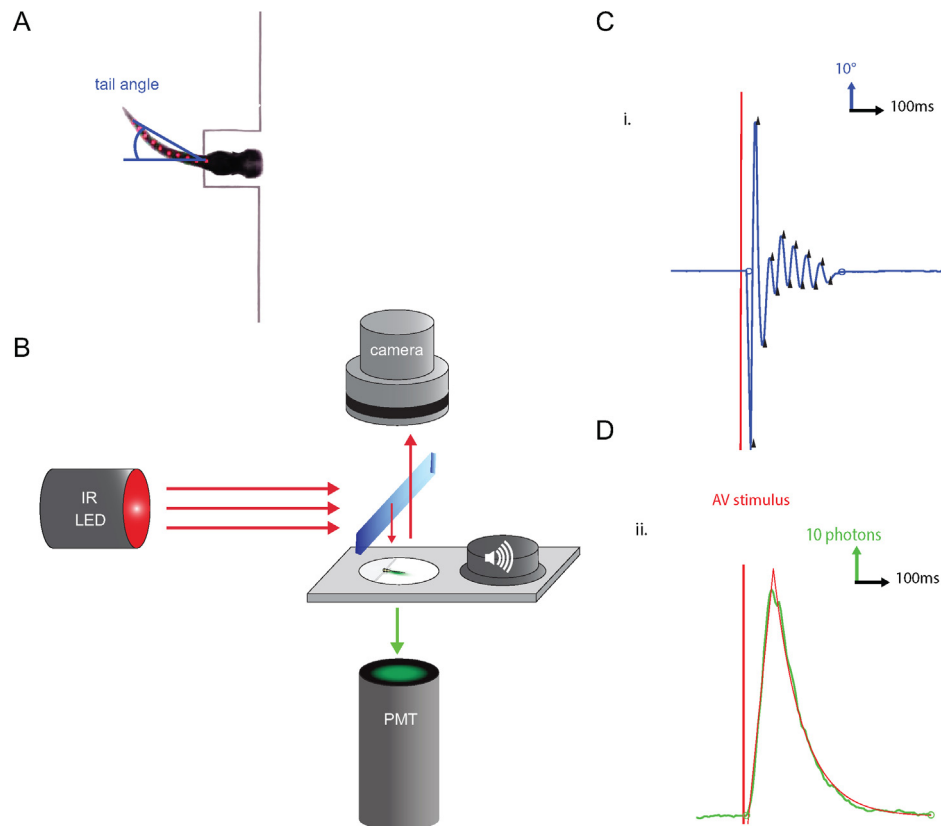 A
tail angle
B
camera
IR
LED
PMT
C
i.
10°
100ms
D
AV stimulus
ii.
10 photons
100ms